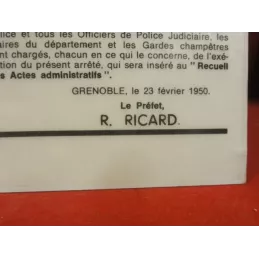 lice et tous les Officiers de Police Judiciaire, les
aires du département et les Gardes champêtres
nt chargés, chacun en ce qui le concerne, de l'exé-
tion du présent arrêté, qui sera inséré au "Recueil
s Actes administratifs".
GRENOBLE, le 23 février 1950.
Le Préfet,
R. RICARD.